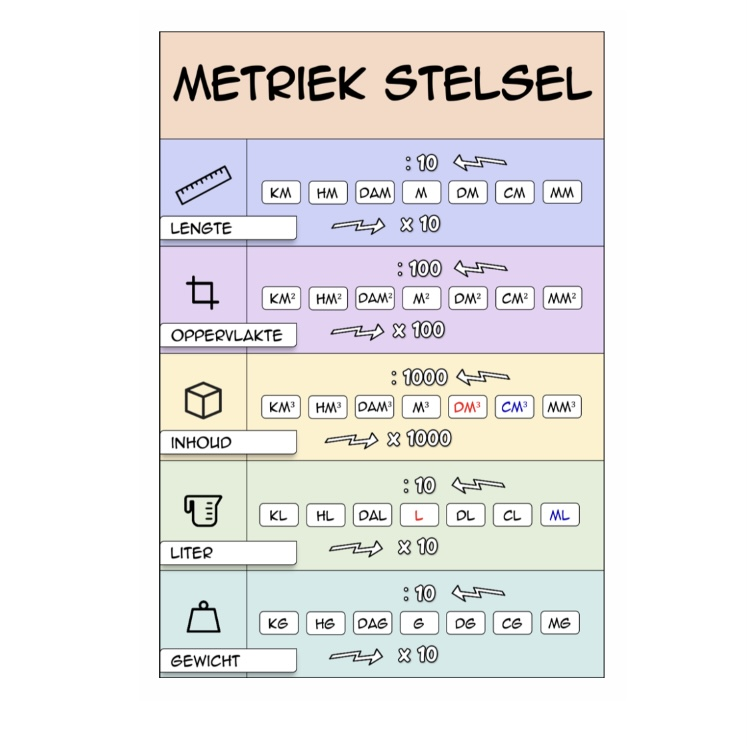 METRIEK STELSEL
: 10
KM HM DAM M DM CM MM
LENGTE
x 10
: 100
KM² HM² DAM² M² DM² CM² MM²
OPPERVLAKTE
x 100
: 1000
KM³ HM³ DAM³ M³ DM³ CM³ MM³
INHOUD
x 1000
: 10
KL HL DAL L DL CL ML
LITER
x 10
: 10
KG HG DAG G DG CG MG
GEWICHT
x 10